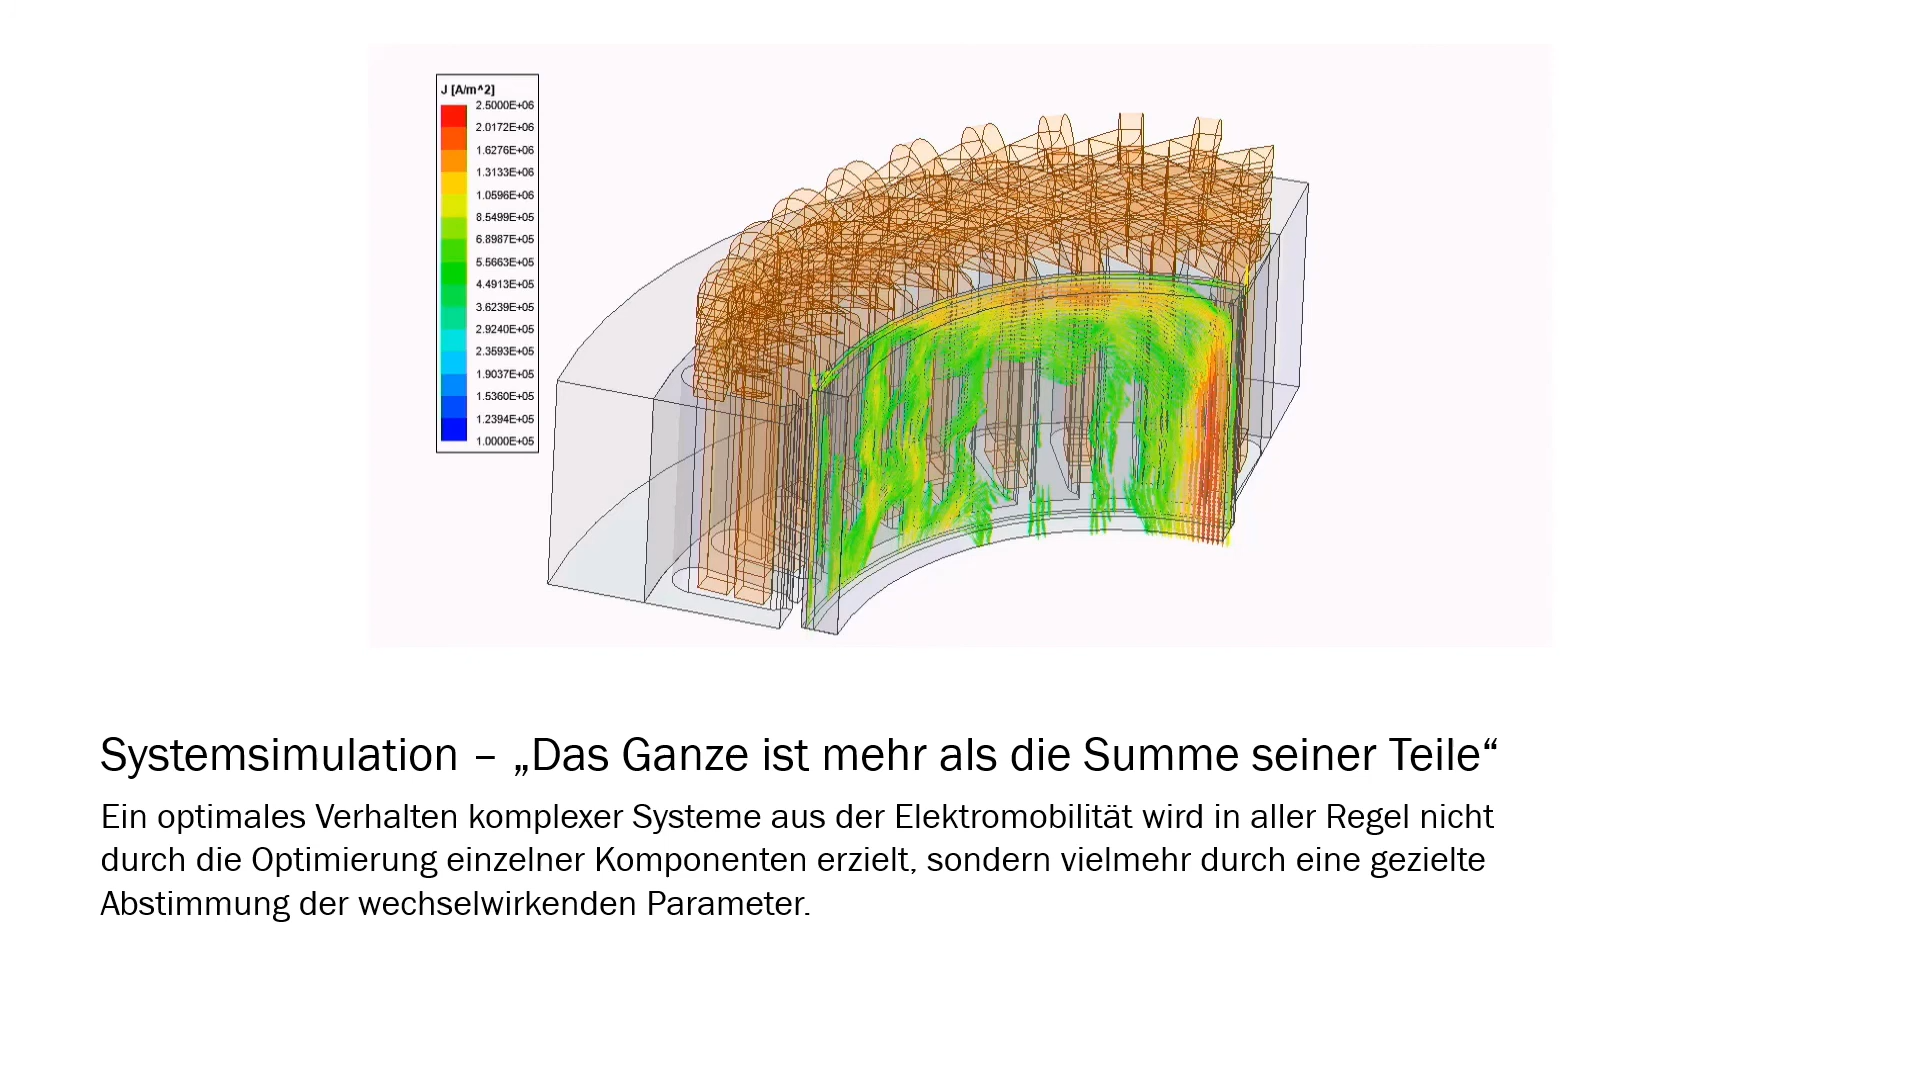 J [A/m^2]
2.5000E+06
2.0172E+06
1.6276E+06
1.3133E+06
1.0596E+06
8.5499E+05
6.8987E+05
5.5663E+05
4.4913E+05
3.6239E+05
2.9240E+05
2.3593E+05
1.9037E+05
1.5360E+05
1.2394E+05
1.0000E+05
Systemsimulation – „Das Ganze ist mehr als die Summe seiner Teile“
Ein optimales Verhalten komplexer Systeme aus der Elektromobilität wird in aller Regel nicht
durch die Optimierung einzelner Komponenten erzielt, sondern vielmehr durch eine gezielte
Abstimmung der wechselwirkenden Parameter.